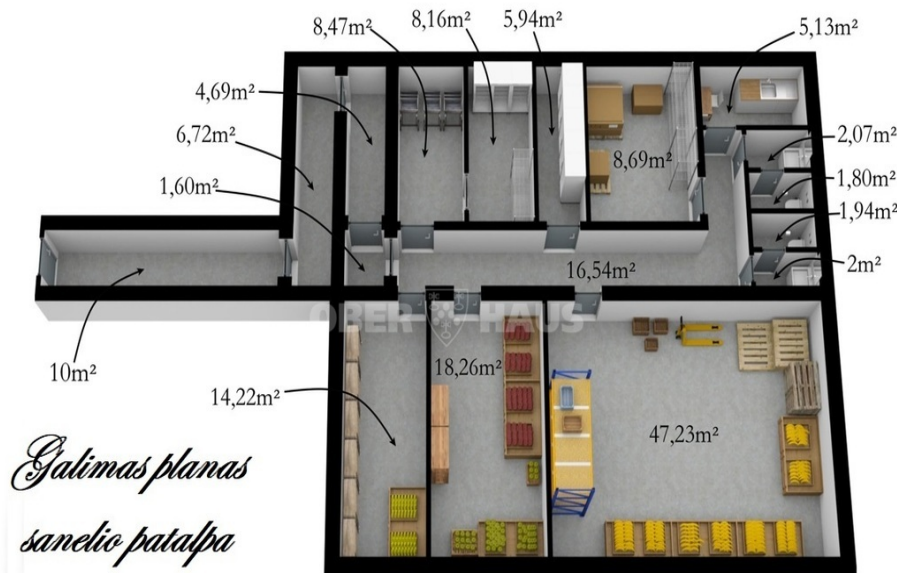 8,47m²
8,16m²
5,94m²
5,13m²
4,69m²
6,72m²
8,69m²
2,07m²
1,60m²
1,80m²
1,94m²
16,54m²
2m²
OBER HAUS
10m²
18,26m²
14,22m²
47,23m²
Galimas planas
sanelio patalpa